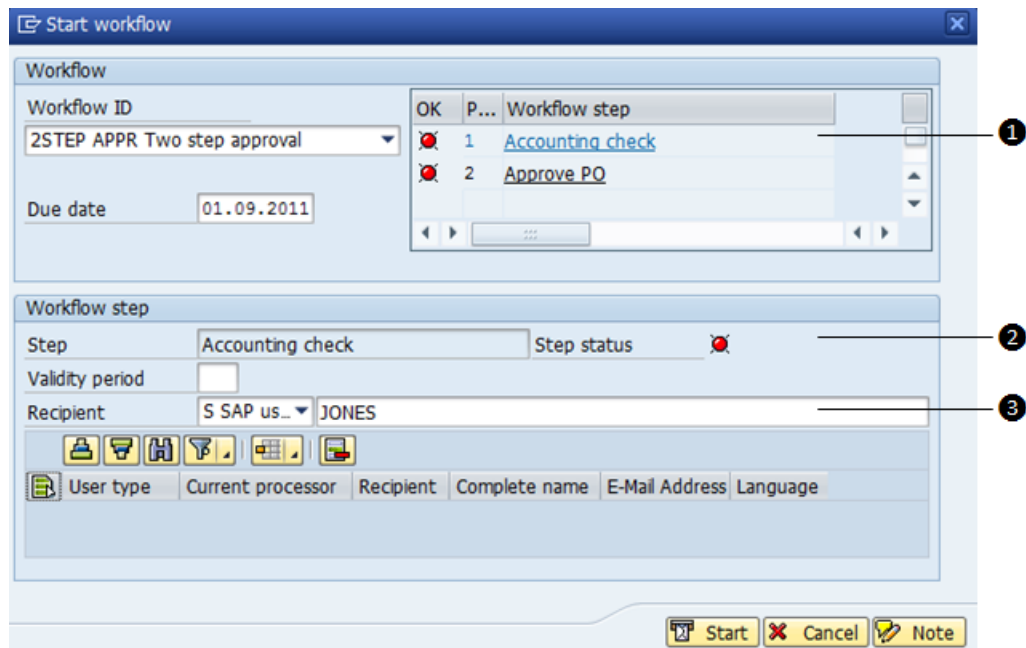 Start workflow
Workflow
Workflow ID
2STEP APPR Two step approval
Due date 01.09.2011
OK P... Workflow step
1 Accounting check
2 Approve PO
1
Workflow step
Step Accounting check Step status
2
Validity period
Recipient S SAP us... JONES
3
User type Current processor Recipient Complete name E-Mail Address Language
Start Cancel Note